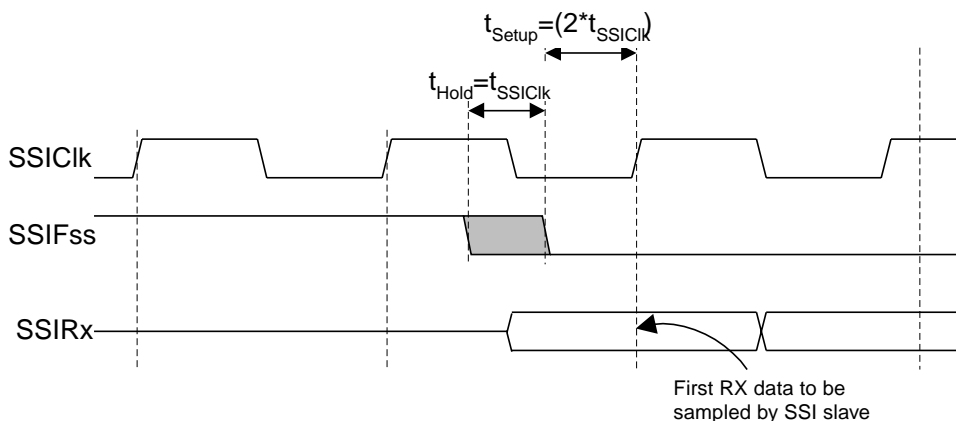 tSetup=(2*tSSIClk)
tHold=tSSIClk
SSIClk
SSIFss
SSIRx
First RX data to be
sampled by SSI slave